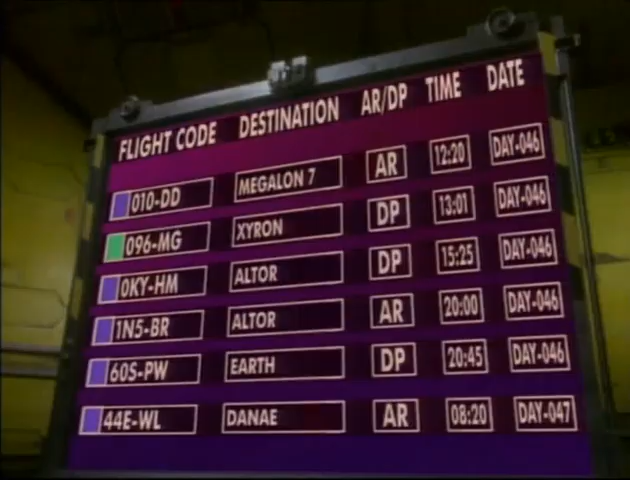 FLIGHT CODE DESTINATION AR/DP TIME DATE
010-DD MEGALON 7 AR 12:20 DAY-046
096-MG XYRON DP 13:01 DAY-046
0KY-HM ALTOR DP 15:25 DAY-046
1N5-BR ALTOR AR 20:00 DAY-046
60S-PW EARTH DP 20:45 DAY-046
44E-WL DANAE AR 08:20 DAY-047